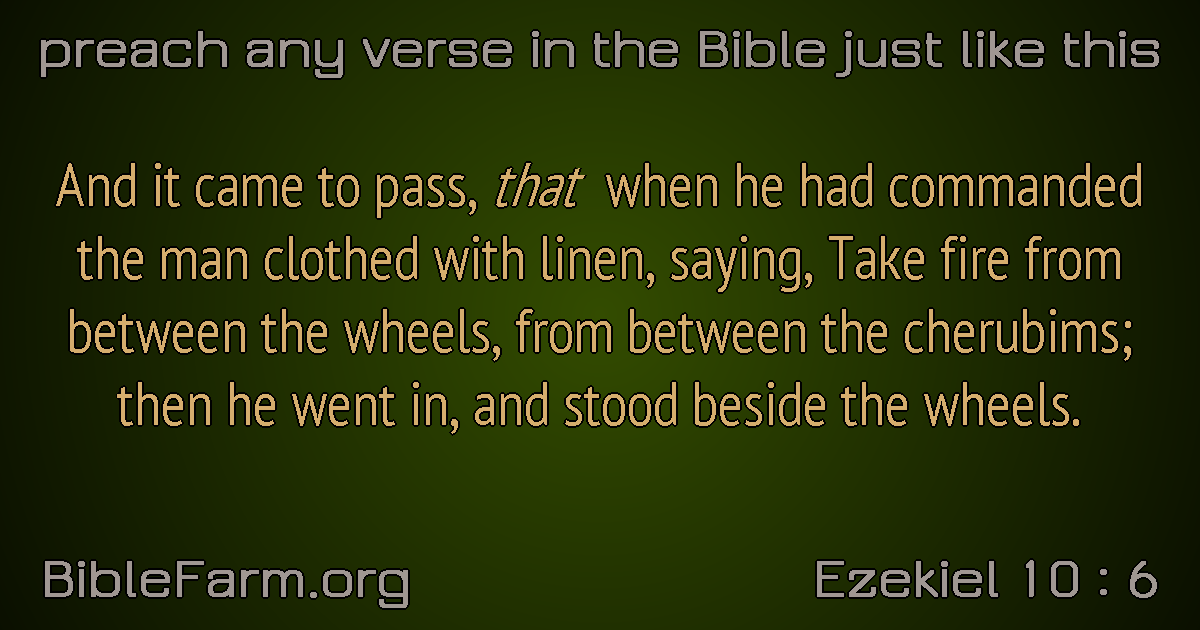 preach any verse in the Bible just like this
And it came to pass, that when he had commanded
the man clothed with linen, saying, Take fire from
between the wheels, from between the cherubims;
then he went in, and stood beside the wheels.
BibleFarm.org
Ezekiel 10 : 6